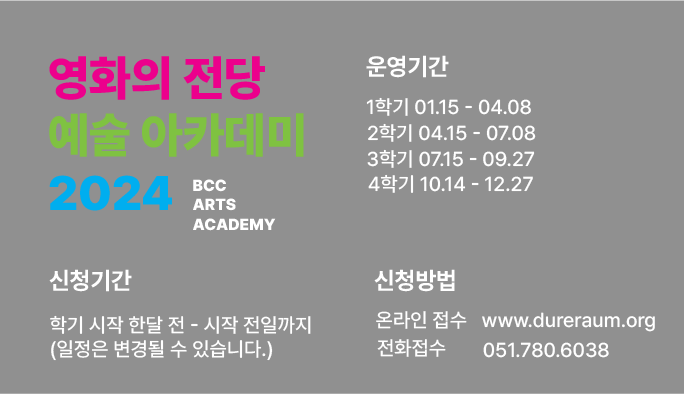 영화의 전당
예술 아카데미
2024
BCC
ARTS
ACADEMY
운영기간
1학기 01.15 - 04.08
2학기 04.15 - 07.08
3학기 07.15 - 09.27
4학기 10.14 - 12.27
신청기간
학기 시작 한달 전 - 시작 전일까지
(일정은 변경될 수 있습니다.)
신청방법
온라인 접수 www.dureraum.org
전화접수 051.780.6038